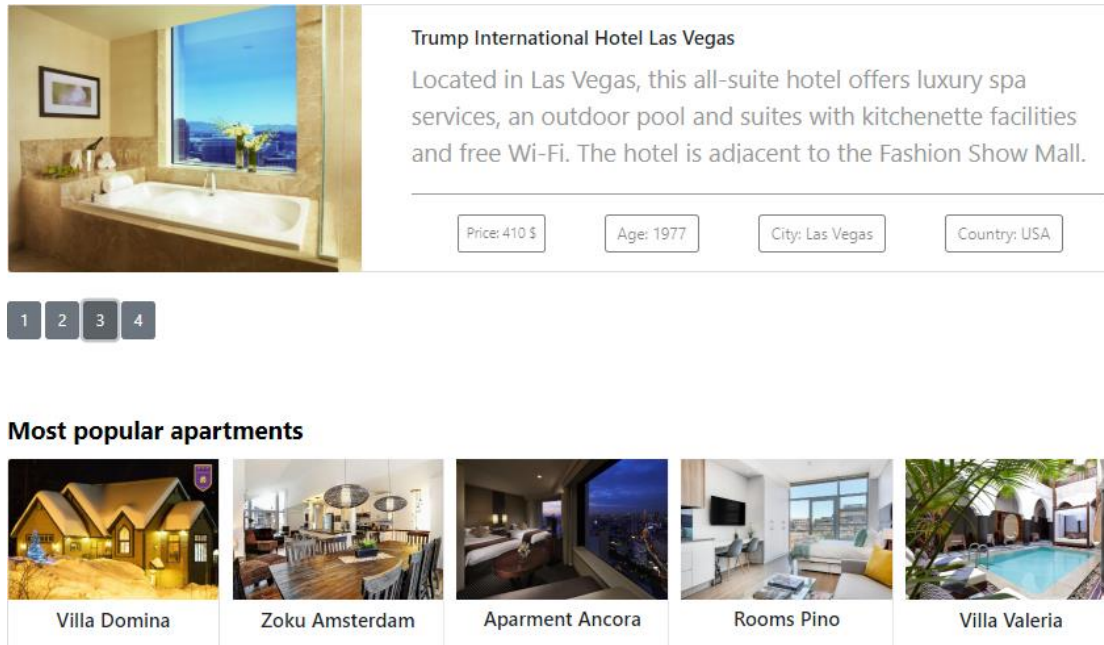 Trump International Hotel Las Vegas
Located in Las Vegas, this all-suite hotel offers luxury spa
services, an outdoor pool and suites with kitchenette facilities
and free Wi-Fi. The hotel is adjacent to the Fashion Show Mall.
Price: 410 $ Age: 1977 City: Las Vegas Country: USA
1 2 3 4
Most popular apartments
Villa Domina Zoku Amsterdam Aparment Ancora Rooms Pino Villa Valeria